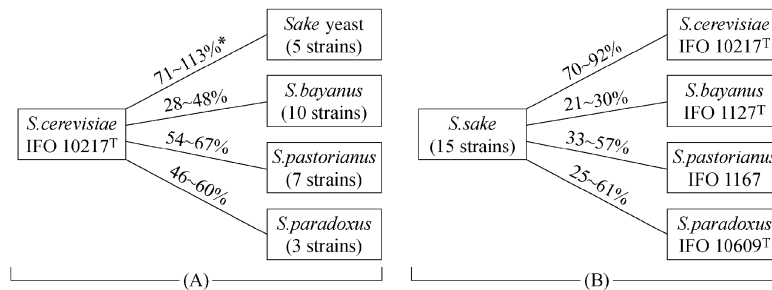 S.cerevisiae
IFO 10217ᵀ
71~113%*
28~48%
54~67%
46~60%
Sake yeast
(5 strains)
S.bayanus
(10 strains)
S.pastorianus
(7 strains)
S.paradoxus
(3 strains)
(A)
S.sake
(15 strains)
70~92%
21~30%
33~57%
25~61%
S.cerevisiae
IFO 10217ᵀ
S.bayanus
IFO 1127ᵀ
S.pastorianus
IFO 1167
S.paradoxus
IFO 10609ᵀ
(B)